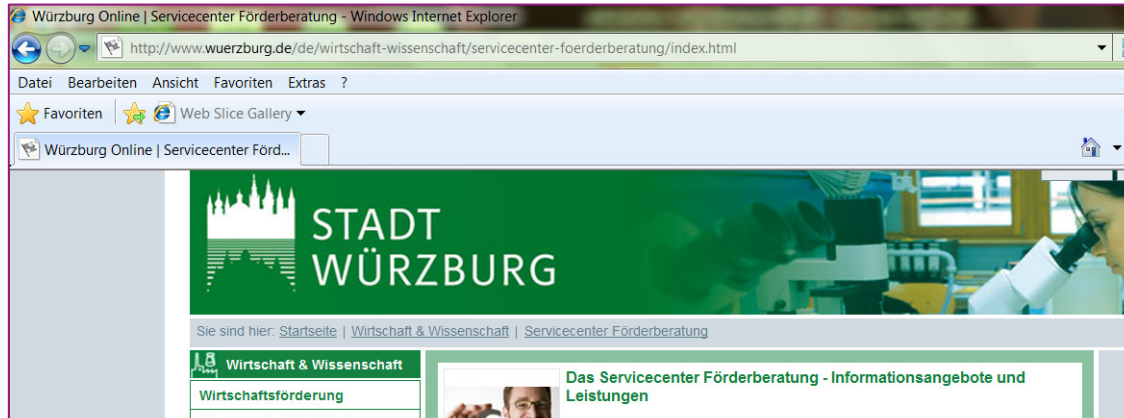 Würzburg Online | Servicecenter Förderberatung - Windows Internet Explorer
http://www.wuerzburg.de/de/wirtschaft-wissenschaft/servicecenter-foerderberatung/index.html
Datei Bearbeiten Ansicht Favoriten Extras ?
Favoriten Web Slice Gallery
Würzburg Online | Servicecenter Förd...
STADT
WÜRZBURG
Sie sind hier: Startseite | Wirtschaft & Wissenschaft | Servicecenter Förderberatung
Wirtschaft & Wissenschaft
Wirtschaftsförderung
Das Servicecenter Förderberatung - Informationsangebote und
Leistungen